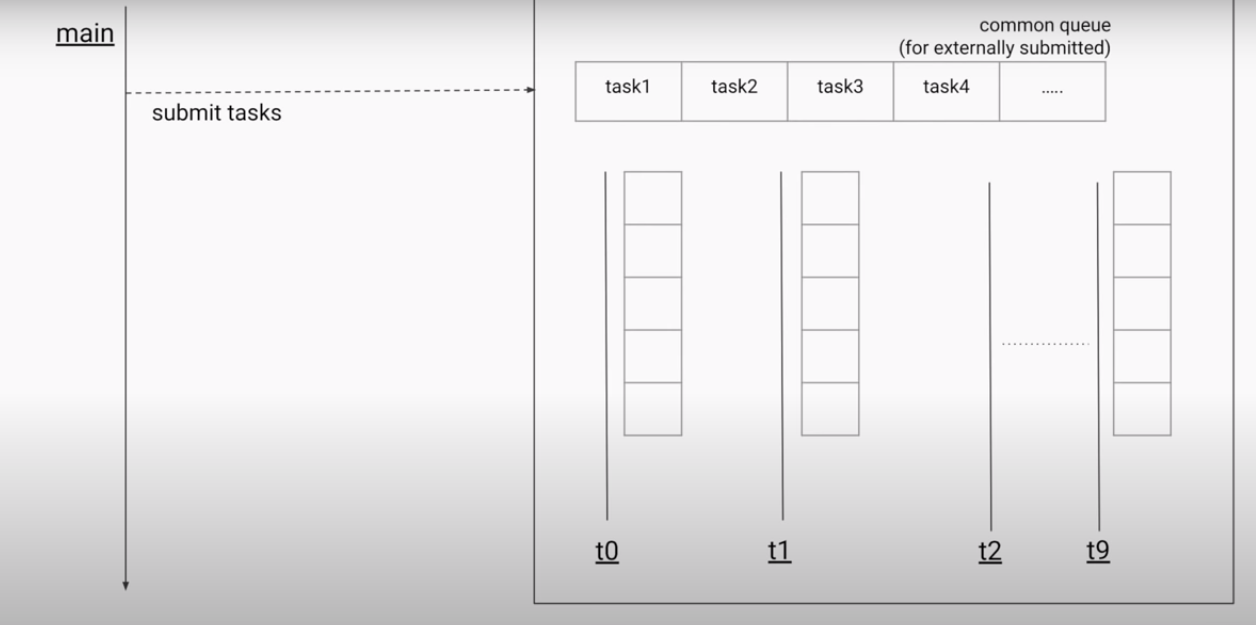 main
common queue
(for externally submitted)
task1 task2 task3 task4 .....
submit tasks
t0 t1 t2 t9